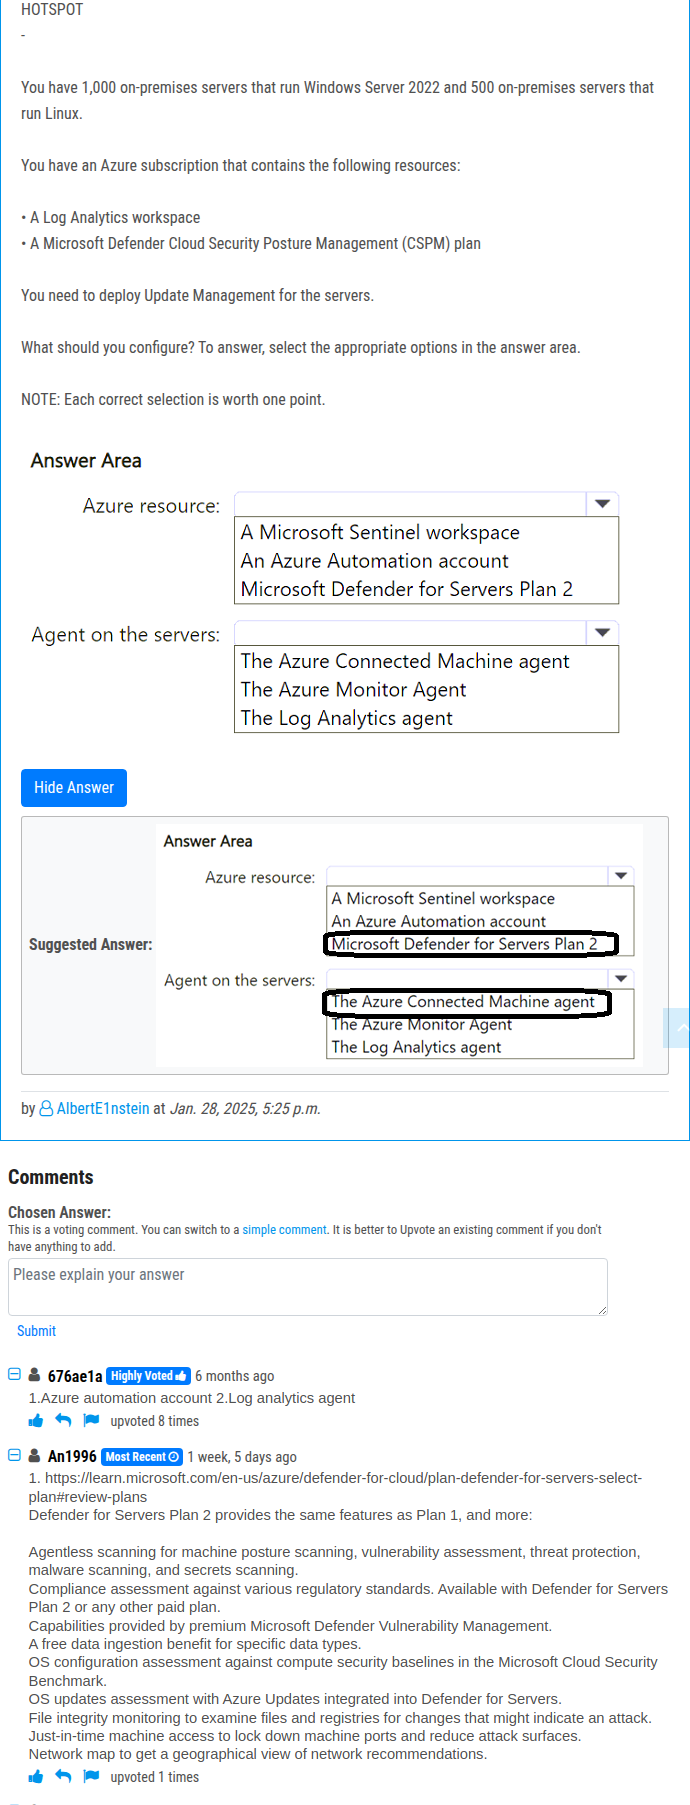 HOTSPOT
-
You have 1,000 on-premises servers that run Windows Server 2022 and 500 on-premises servers that
run Linux.
You have an Azure subscription that contains the following resources:
• A Log Analytics workspace
• A Microsoft Defender Cloud Security Posture Management (CSPM) plan
You need to deploy Update Management for the servers.
What should you configure? To answer, select the appropriate options in the answer area.
NOTE: Each correct selection is worth one point.
Answer Area
Azure resource:
A Microsoft Sentinel workspace
An Azure Automation account
Microsoft Defender for Servers Plan 2
Agent on the servers:
The Azure Connected Machine agent
The Azure Monitor Agent
The Log Analytics agent
Hide Answer
Suggested Answer:
Answer Area
Azure resource:
A Microsoft Sentinel workspace
An Azure Automation account
Microsoft Defender for Servers Plan 2
Agent on the servers:
The Azure Connected Machine agent
The Azure Monitor Agent
The Log Analytics agent
by AlbertE1nstein at Jan. 28, 2025, 5:25 p.m.
Comments
Chosen Answer:
This is a voting comment. You can switch to a simple comment. It is better to Upvote an existing comment if you don't
have anything to add.
Please explain your answer
Submit
676ae1a Highly Voted 6 months ago
1.Azure automation account 2.Log analytics agent
upvoted 8 times
An1996 Most Recent 1 week, 5 days ago
1. https://learn.microsoft.com/en-us/azure/defender-for-cloud/plan-defender-for-servers-select-
plan#review-plans
Defender for Servers Plan 2 provides the same features as Plan 1, and more:
Agentless scanning for machine posture scanning, vulnerability assessment, threat protection,
malware scanning, and secrets scanning.
Compliance assessment against various regulatory standards. Available with Defender for Servers
Plan 2 or any other paid plan.
Capabilities provided by premium Microsoft Defender Vulnerability Management.
A free data ingestion benefit for specific data types.
OS configuration assessment against compute security baselines in the Microsoft Cloud Security
Benchmark.
OS updates assessment with Azure Updates integrated into Defender for Servers.
File integrity monitoring to examine files and registries for changes that might indicate an attack.
Just-in-time machine access to lock down machine ports and reduce attack surfaces.
Network map to get a geographical view of network recommendations.
upvoted 1 times